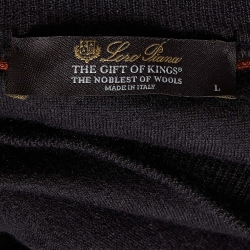 Loro Piana
THE GIFT OF KINGS®
THE NOBLEST OF WOOLS
MADE IN ITALY L